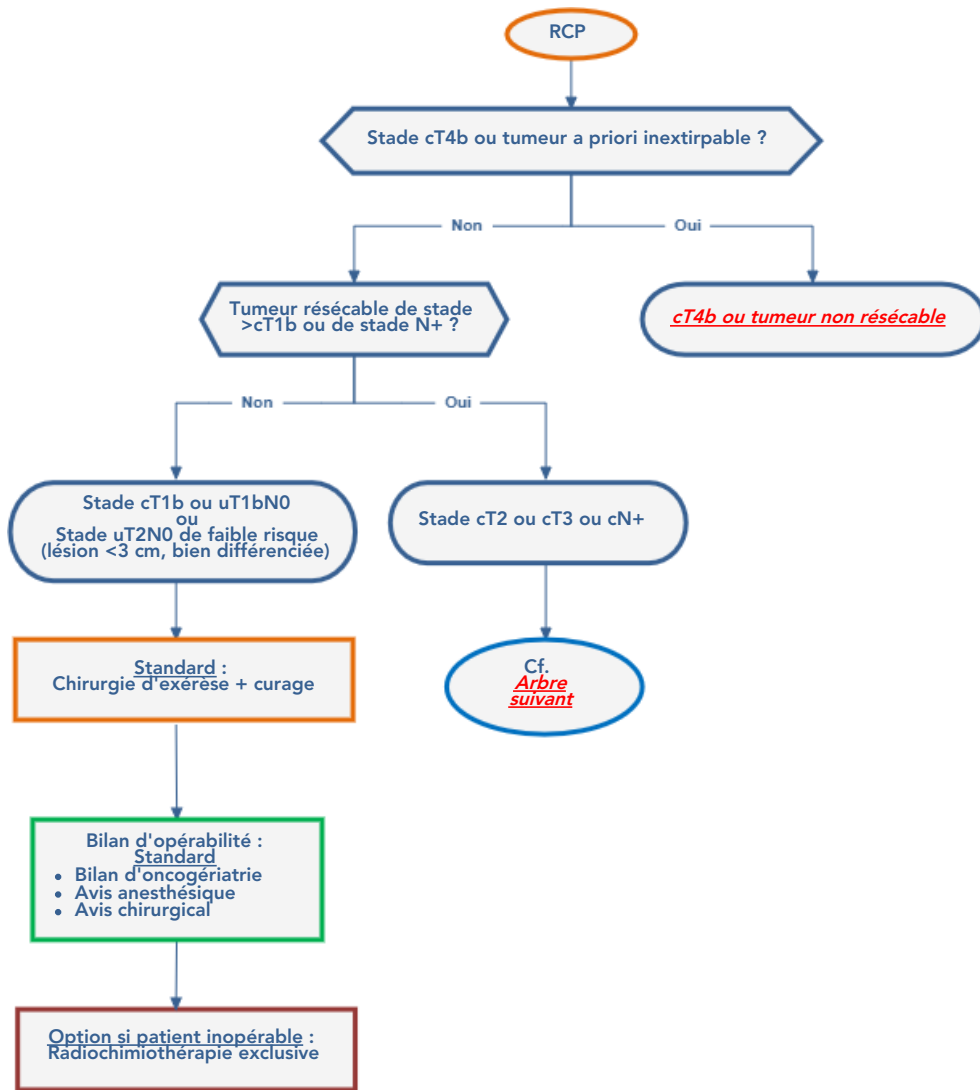 RCP
Stade cT4b ou tumeur a priori inextirpable ?
Non
Oui
Tumeur résécable de stade
>cT1b ou de stade N+ ?
cT4b ou tumeur non résécable
Non
Oui
Stade cT1b ou uT1bN0
ou
Stade uT2N0 de faible risque
(lésion <3 cm, bien différenciée)
Stade cT2 ou cT3 ou cN+
Standard :
Chirurgie d'exérèse + curage
Cf.
Arbre
suivant
Bilan d'opérabilité :
Standard
• Bilan d'oncogériatrie
• Avis anesthésique
• Avis chirurgical
Option si patient inopérable :
Radiochimiothérapie exclusive